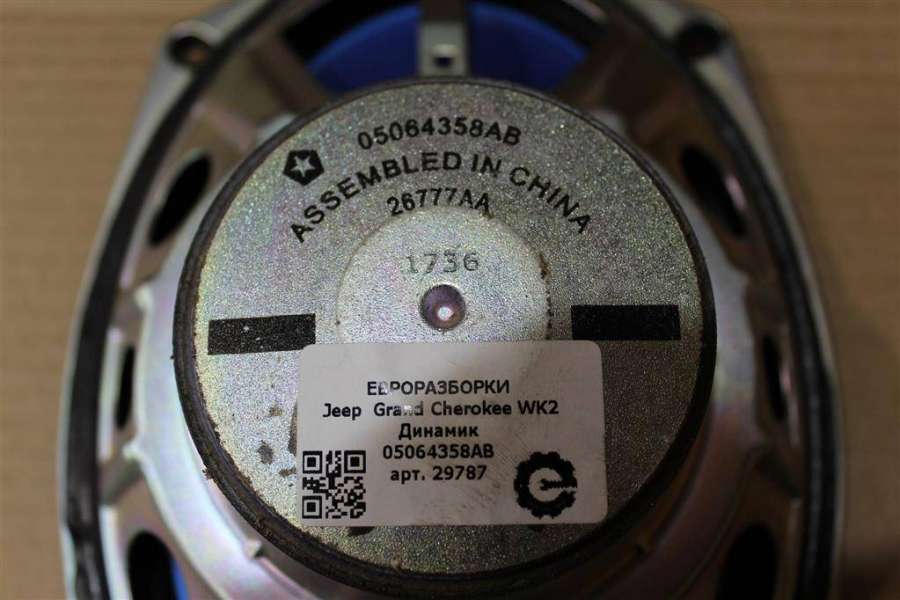 05064358AB
ASSEMBLED IN CHINA
26777AA
1736
ЕВРОРАЗБОРКИ
Jeep Grand Cherokee WK2
Динамик
05064358AB
арт. 29787